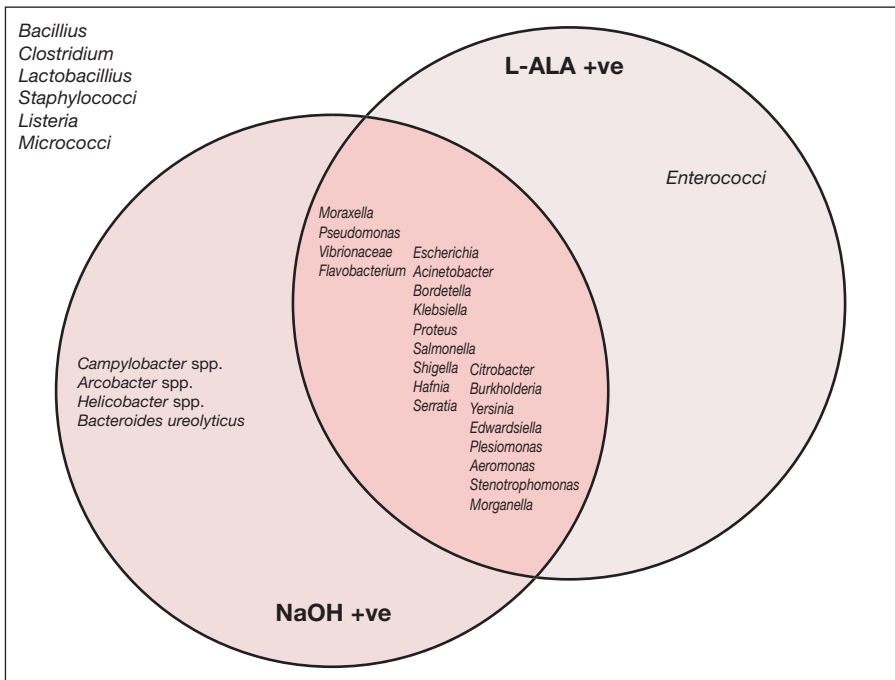 Bacillius
Clostridium
Lactobacillius
Staphylococci
Listeria
Micrococci
L-ALA +ve
Enterococci
Moraxella
Pseudomonas
Vibrionaceae
Flavobacterium
Escherichia
Acinetobacter
Bordetella
Klebsiella
Proteus
Salmonella
Shigella
Hafnia
Serratia
Citrobacter
Burkholderia
Yersinia
Edwardsiella
Plesiomonas
Aeromonas
Stenotrophomonas
Morganella
Campylobacter spp.
Arcobacter spp.
Helicobacter spp.
Bacteroides ureolyticus
NaOH +ve